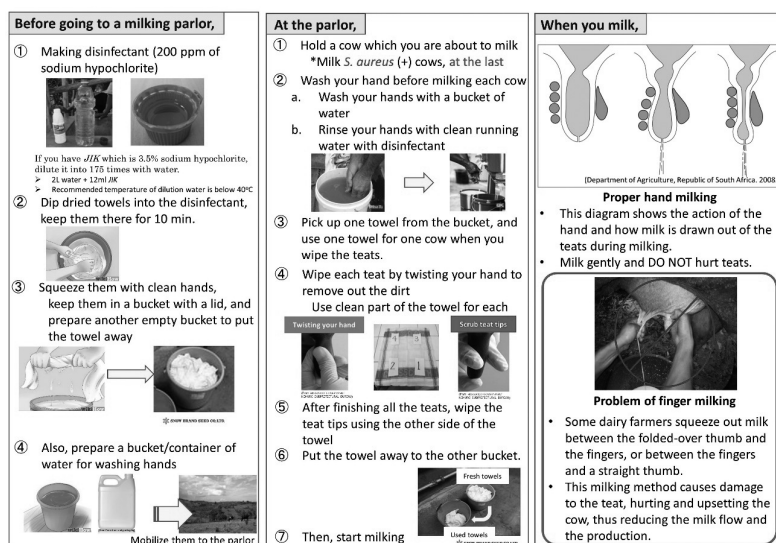 Before going to a milking parlor,
① Making disinfectant (200 ppm of
sodium hypochlorite)
If you have JIK which is 3.5% sodium hypochlorite,
dilute it into 175 times with water.
➢ 2L water + 12ml JIK
➢ Recommended temperature of dilution water is below 40ºC
② Dip dried towels into the disinfectant,
keep them there for 10 min.
③ Squeeze them with clean hands,
keep them in a bucket with a lid, and
prepare another empty bucket to put
the towel away
SNOW BRAND SEED CO.LTD.
④ Also, prepare a bucket/container of
water for washing hands
Mobilize them to the parlor
At the parlor,
① Hold a cow which you are about to milk
*Milk S. aureus (+) cows, at the last
② Wash your hand before milking each cow
a. Wash your hands with a bucket of
water
b. Rinse your hands with clean running
water with disinfectant
③ Pick up one towel from the bucket, and
use one towel for one cow when you
wipe the teats.
④ Wipe each teat by twisting your hand to
remove out the dirt
Use clean part of the towel for each
Twisting your hand
4 3
2 1
Scrub teat tips
⑤ After finishing all the teats, wipe the
teat tips using the other side of the
towel
⑥ Put the towel away to the other bucket.
Fresh towels
Used towels
⑦ Then, start milking
When you milk,
(Department of Agriculture, Republic of South Africa. 2008
Proper hand milking
• This diagram shows the action of the
hand and how milk is drawn out of the
teats during milking.
• Milk gently and DO NOT hurt teats.
Problem of finger milking
• Some dairy farmers squeeze out milk
between the folded-over thumb and
the fingers, or between the fingers
and a straight thumb.
• This milking method causes damage
to the teat, hurting and upsetting the
cow, thus reducing the milk flow and
the production.